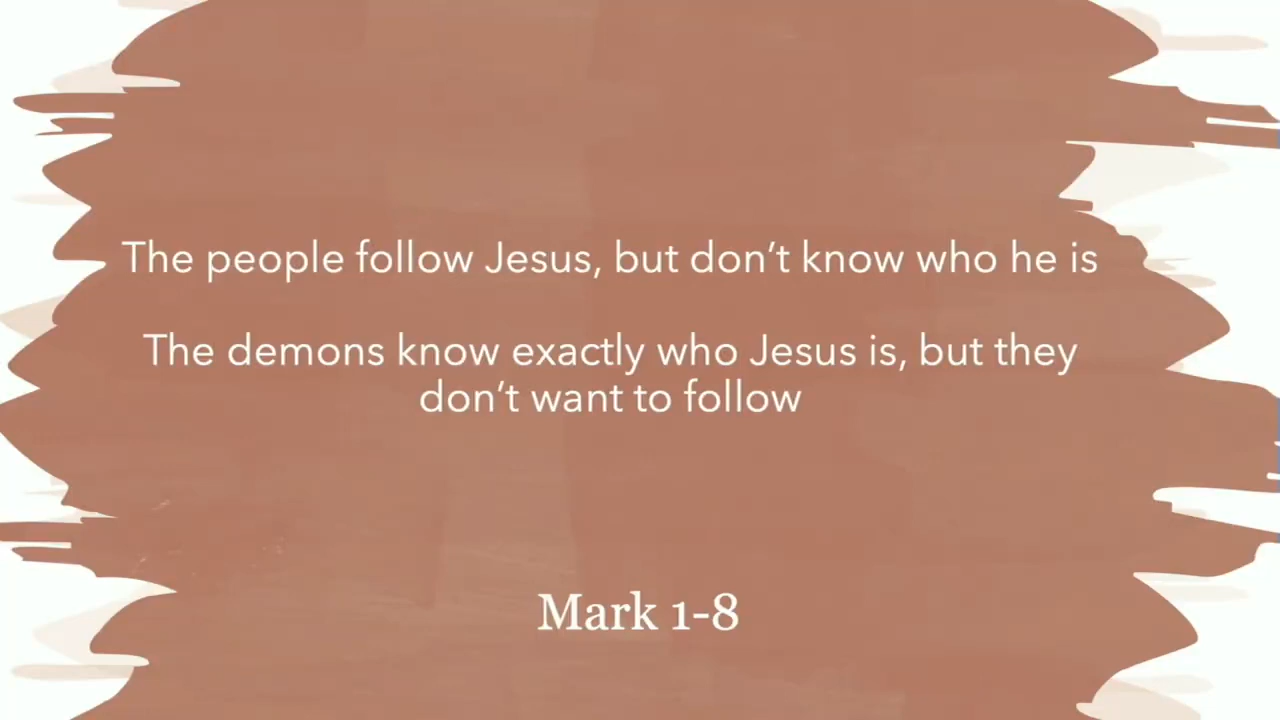 The people follow Jesus, but don’t know who he is
The demons know exactly who Jesus is, but they
don’t want to follow
Mark 1-8